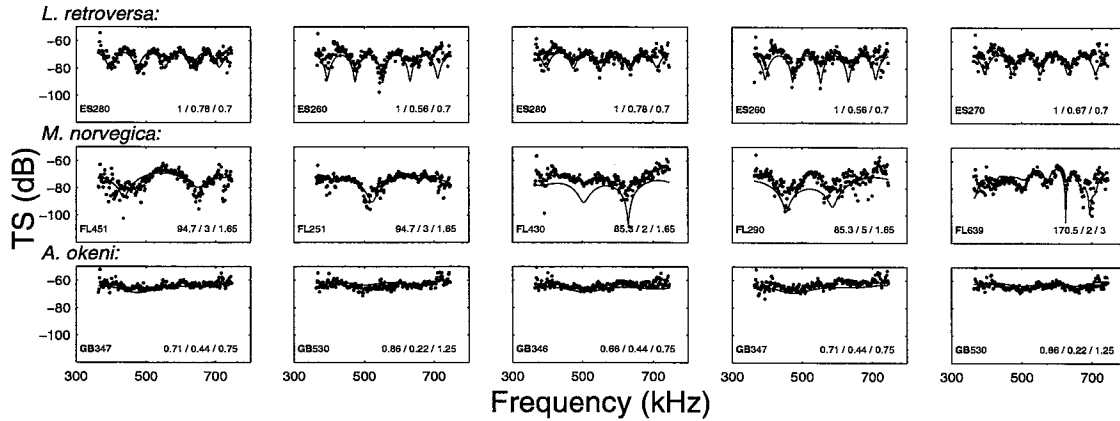 L. retroversa:
−60
−80
−100
ES280 1 / 0.78 / 0.7
ES260 1 / 0.56 / 0.7
ES280 1 / 0.78 / 0.7
ES260 1 / 0.56 / 0.7
ES270 1 / 0.67 / 0.7
M. norvegica:
TS (dB)
−60
−80
−100
FL451 94.7 / 3 / 1.65
FL251 94.7 / 3 / 1.65
FL430 85.3 / 2 / 1.65
FL290 85.3 / 5 / 1.65
FL639 170.5 / 2 / 3
A. okeni:
−60
−80
−100
GB347 0.71 / 0.44 / 0.75
GB530 0.86 / 0.22 / 1.25
GB346 0.66 / 0.44 / 0.75
GB347 0.71 / 0.44 / 0.75
GB530 0.86 / 0.22 / 1.25
300 500 700
300 500 700
300 500 700
300 500 700
300 500 700
Frequency (kHz)